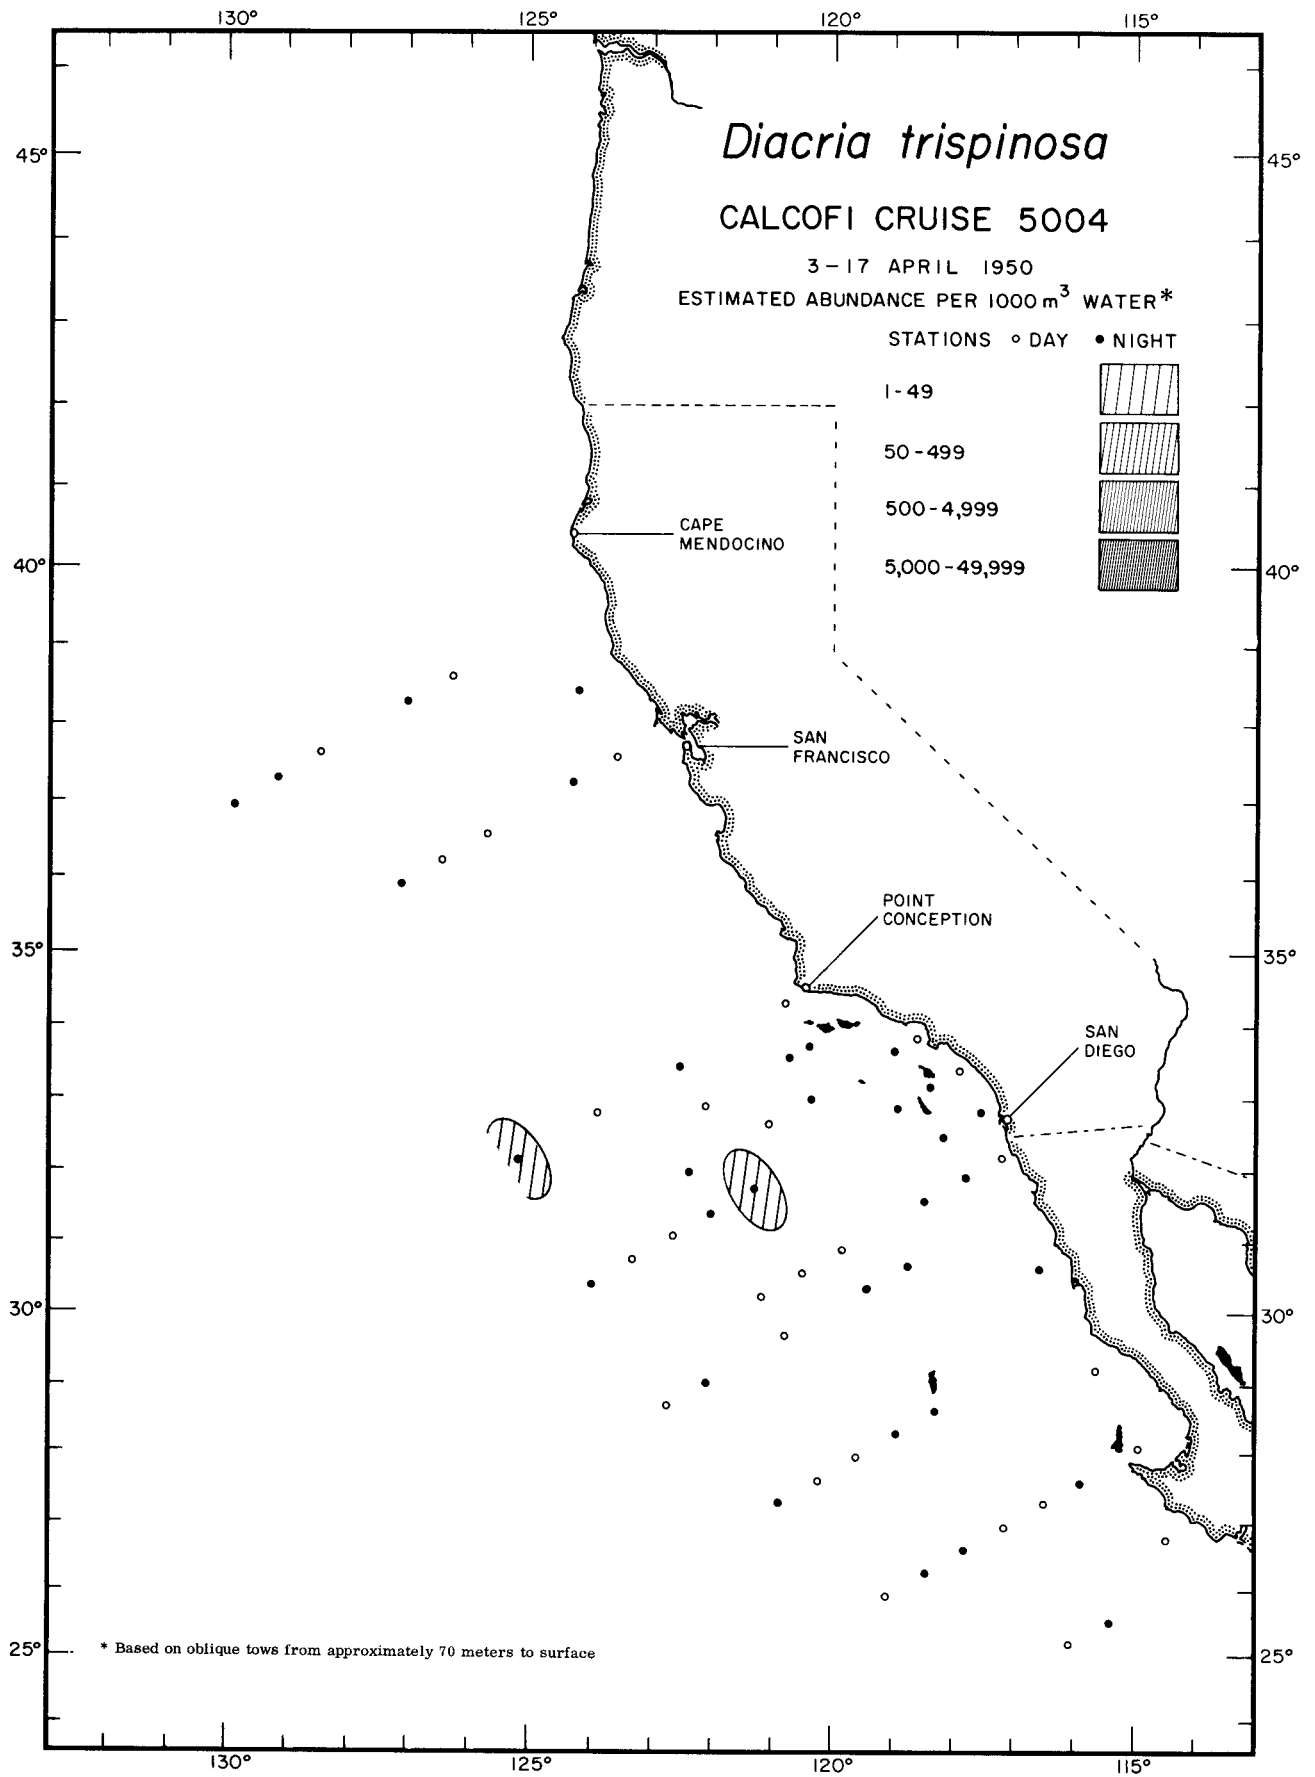 130° 125° 120° 115°
45° 45°
Diacria trispinosa
CALCOFI CRUISE 5004
3-17 APRIL 1950
ESTIMATED ABUNDANCE PER 1000 m³ WATER*
STATIONS ○ DAY ● NIGHT
1-49
50-499
500-4,999
5,000-49,999
CAPE
MENDOCINO
40° 40°
SAN
FRANCISCO
POINT
CONCEPTION
35° 35°
SAN
DIEGO
30° 30°
25° 25°
* Based on oblique tows from approximately 70 meters to surface
130° 125° 120° 115°